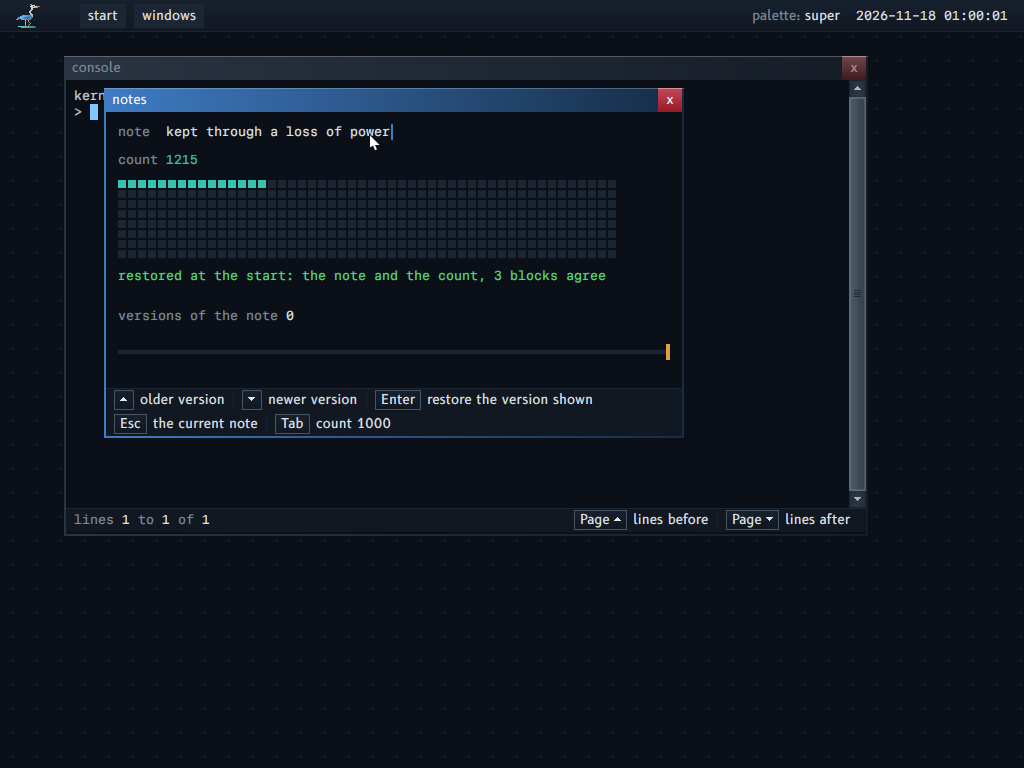 start windows palette: super 2026-11-18 01:00:01
console x
kern
>
notes x
note kept through a loss of power
count 1215
restored at the start: the note and the count, 3 blocks agree
versions of the note 0
older version newer version Enter restore the version shown
Esc the current note Tab count 1000
lines 1 to 1 of 1 Page lines before Page lines after